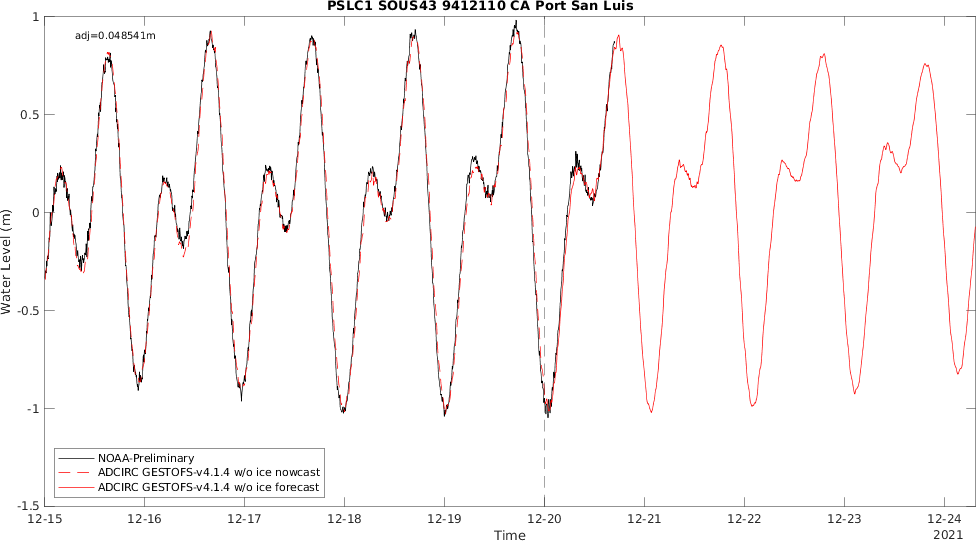 PSLC1 SOUS43 9412110 CA Port San Luis
adj=0.048541m
1
0.5
0
-0.5
-1
-1.5
Water Level (m)
NOAA-Preliminary
ADCIRC GESTOFS-v4.1.4 w/o ice nowcast
ADCIRC GESTOFS-v4.1.4 w/o ice forecast
12-15 12-16 12-17 12-18 12-19 12-20 12-21 12-22 12-23 12-24
Time
2021